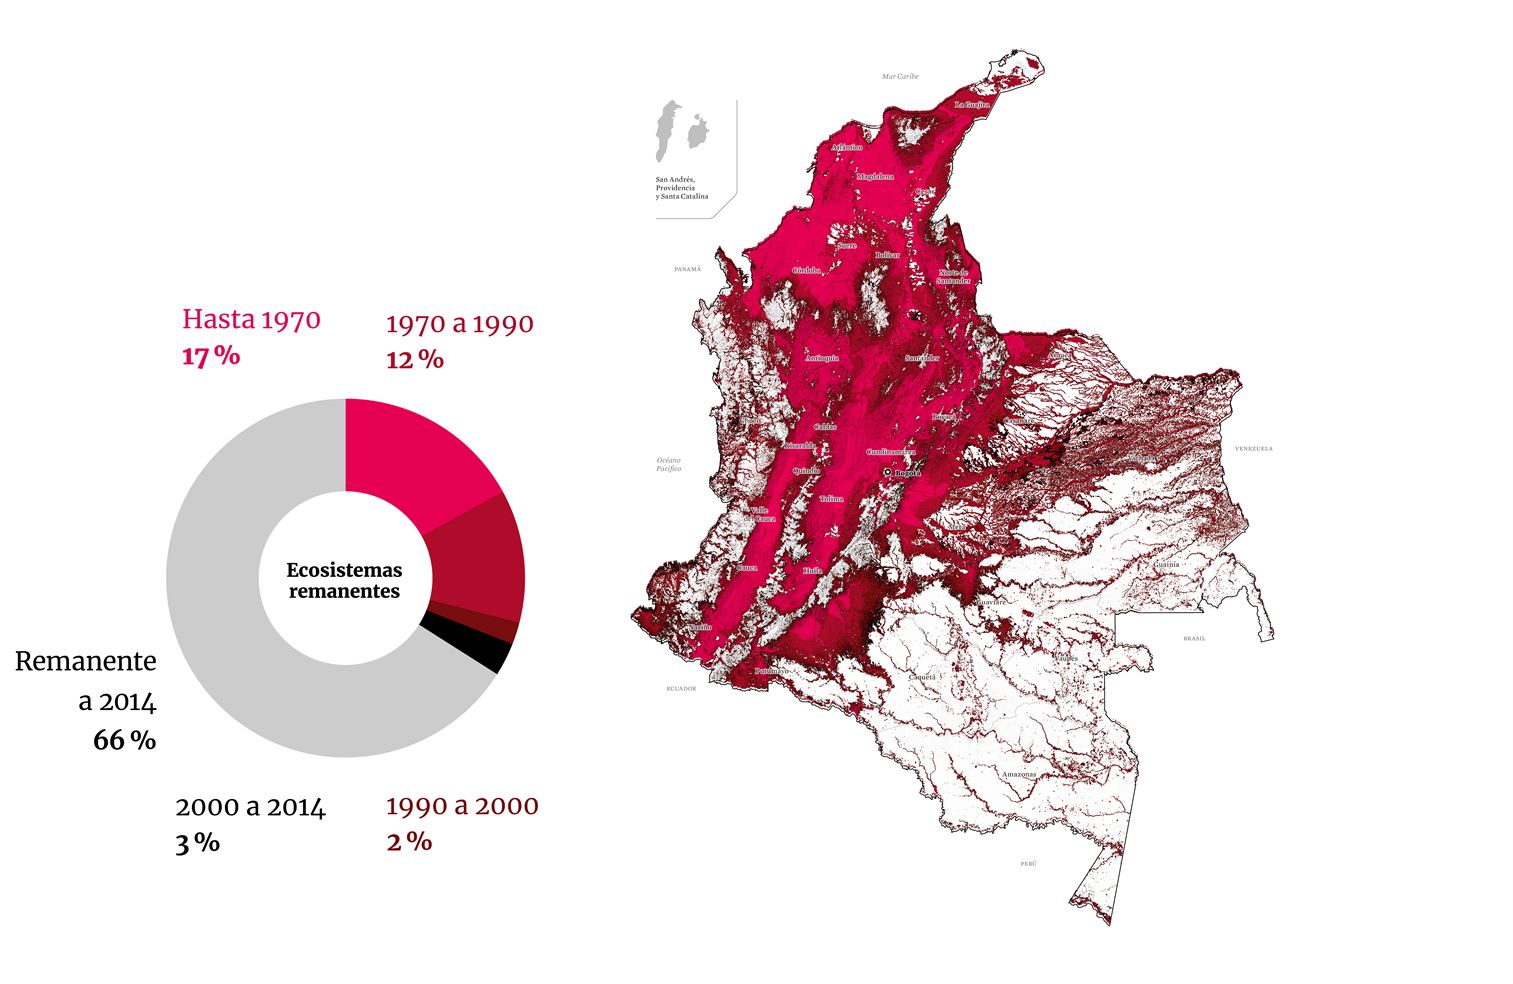 Hasta 1970
17 %
1970 a 1990
12 %
Ecosistemas
remanentes
Remanente
a 2014
66 %
2000 a 2014
3 %
1990 a 2000
2 %
Mar Caribe
San Andrés,
Providencia
y Santa Catalina
La Guajira
Atlántico
Magdalena
Cesar
Sucre
Bolívar
Córdoba
Norte de
Santander
PANAMÁ
Antioquia
Santander
Arauca
Boyacá
Caldas
Casanare
Risaralda
Cundinamarca
Océano
Pacífico
Quindío
Bogotá
VENEZUELA
Tolima
Valle
del Cauca
Meta
Cauca
Huila
Guainía
Guaviare
Nariño
BRASIL
Vaupés
Putumayo
Caquetá
ECUADOR
Amazonas
PERÚ